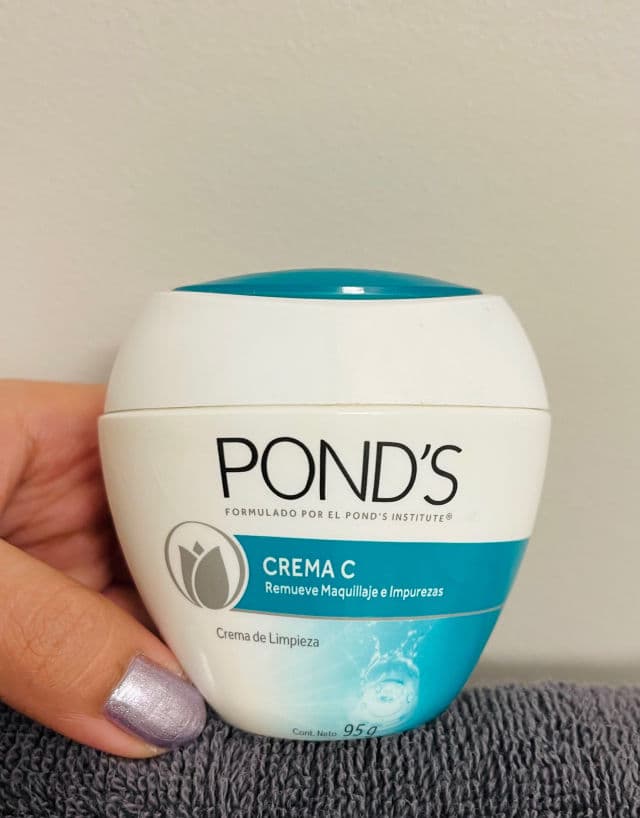 POND'S
FORMULADO POR EL POND'S INSTITUTE®
CREMA C
Remueve Maquillaje e Impurezas
Crema de Limpieza
Cont. Neto 95 g